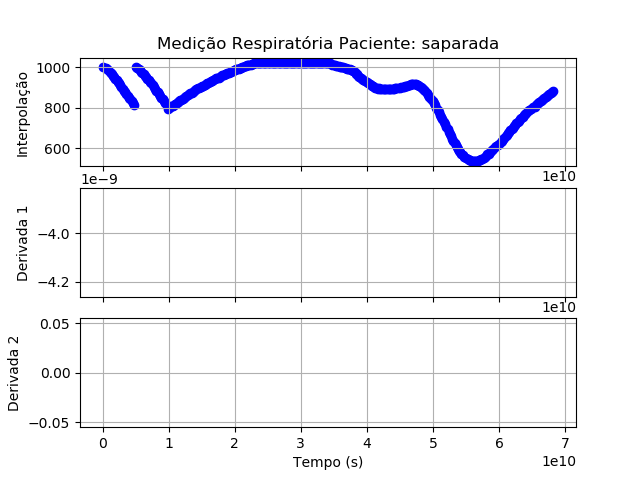 Medição Respiratória Paciente: saparada
1000
800
600
Interpolação
1e10
1e−9
−4.0
−4.2
Derivada 1
1e10
0.05
0.00
−0.05
Derivada 2
0 1 2 3 4 5 6 7
Tempo (s)
1e10